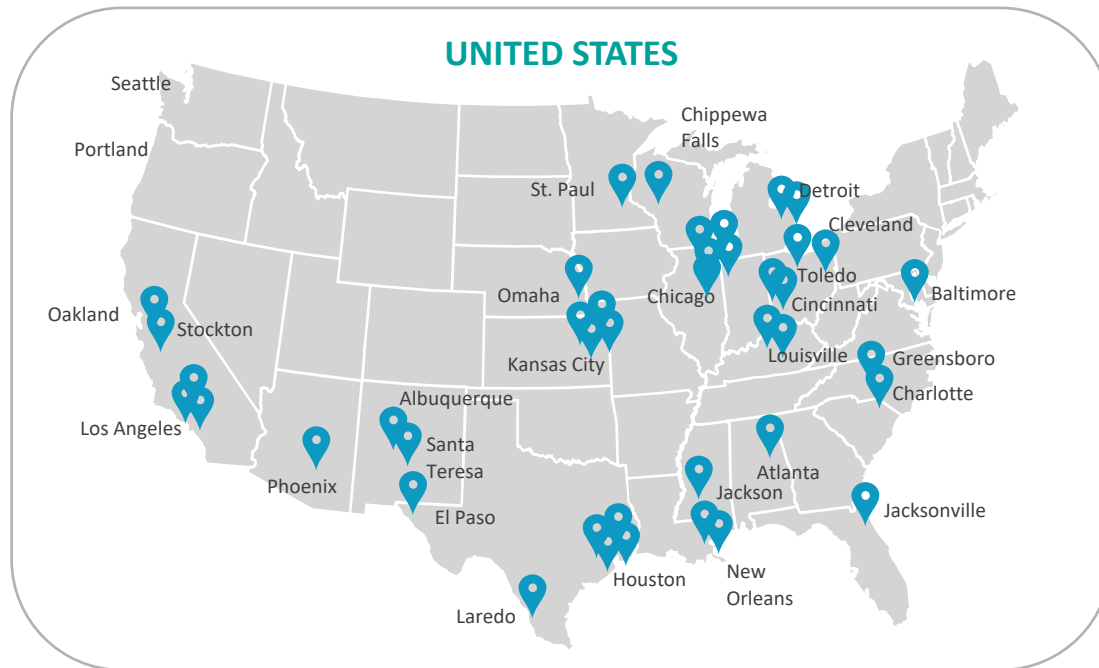 UNITED STATES
Seattle
Chippewa
Falls
Portland
St. Paul
Detroit
Cleveland
Toledo
Omaha
Chicago
Cincinnati
Baltimore
Oakland
Stockton
Kansas City
Louisville
Greensboro
Charlotte
Albuquerque
Los Angeles
Santa
Teresa
Phoenix
Atlanta
Jackson
El Paso
Jacksonville
Houston
New
Orleans
Laredo